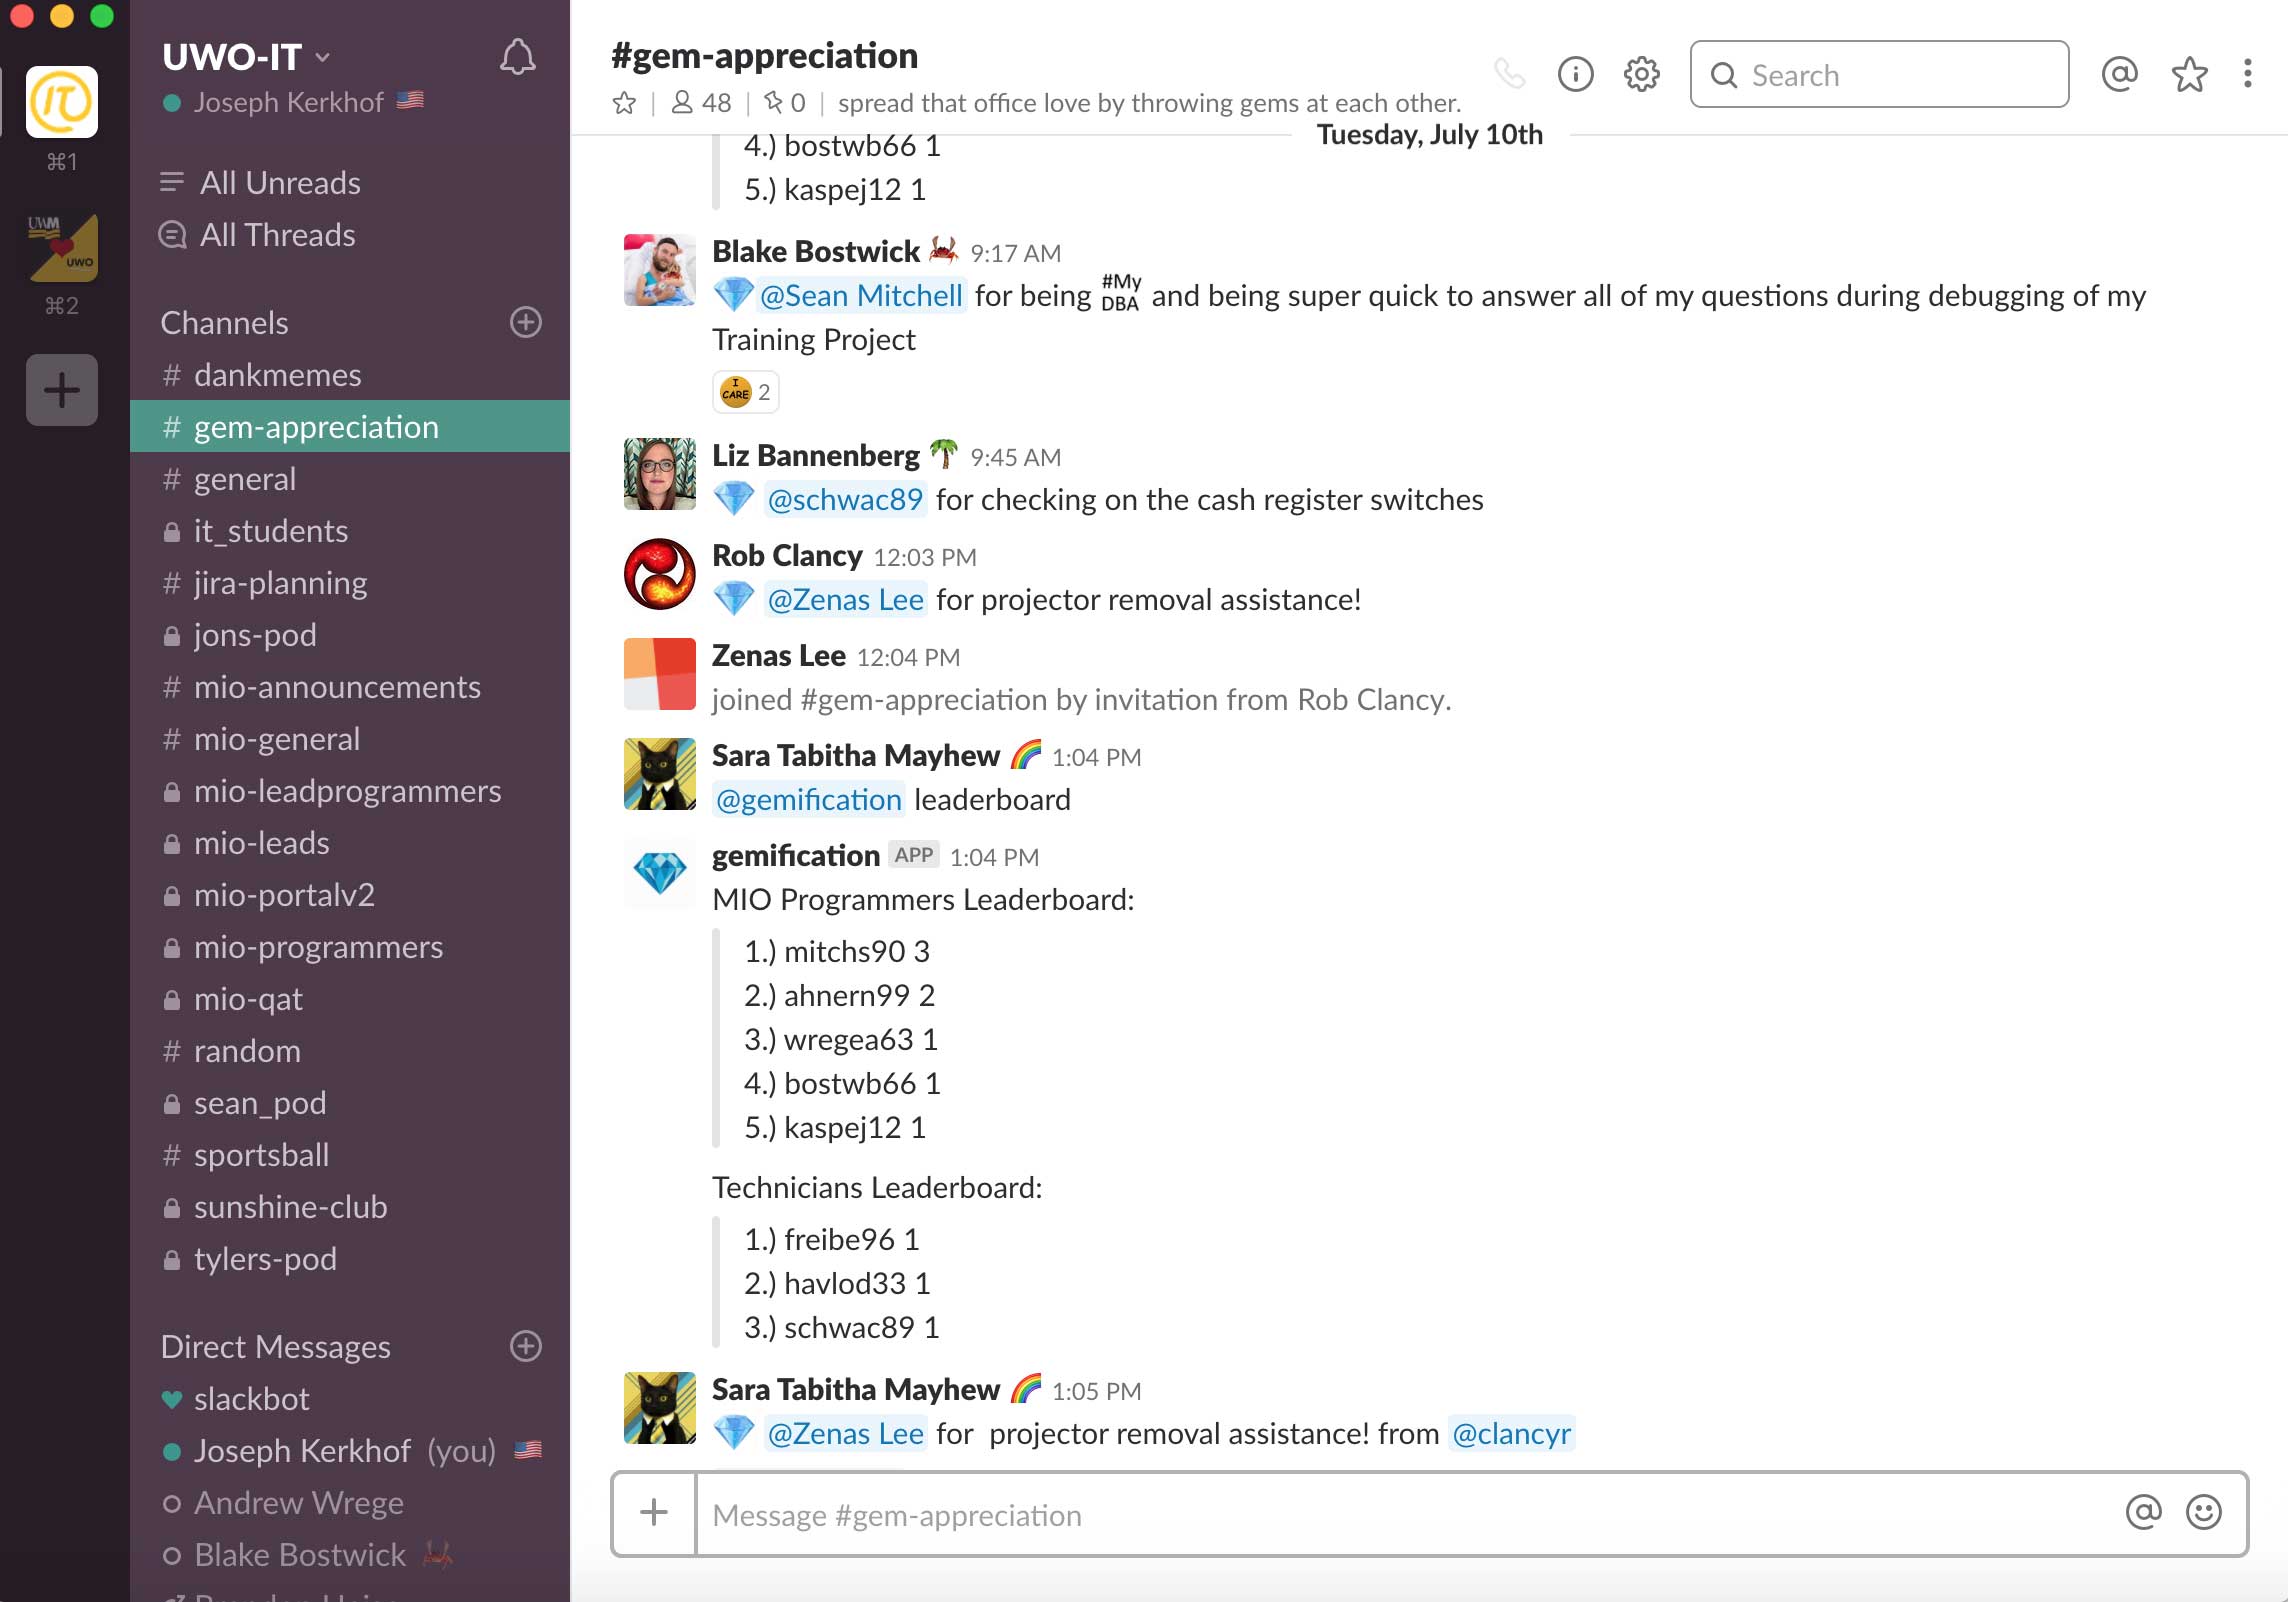 UWO-IT
Joseph Kerkhof
⌘1
⌘2
UWM
UWO
All Unreads
All Threads
Channels
# dankmemes
# gem-appreciation
# general
it_students
# jira-planning
jons-pod
# mio-announcements
# mio-general
mio-leadprogrammers
mio-leads
mio-portalv2
mio-programmers
mio-qat
# random
sean_pod
# sportsball
sunshine-club
tylers-pod
Direct Messages
slackbot
Joseph Kerkhof (you)
Andrew Wrege
Blake Bostwick
#gem-appreciation
48 | 0 | spread that office love by throwing gems at each other.
Search
Tuesday, July 10th
4.) bostwb66 1
5.) kaspej12 1
Blake Bostwick 9:17 AM
@Sean Mitchell for being #My DBA and being super quick to answer all of my questions during debugging of my
Training Project
I CARE 2
Liz Bannenberg 9:45 AM
@schwac89 for checking on the cash register switches
Rob Clancy 12:03 PM
@Zenas Lee for projector removal assistance!
Zenas Lee 12:04 PM
joined #gem-appreciation by invitation from Rob Clancy.
Sara Tabitha Mayhew 1:04 PM
@gemification leaderboard
gemification APP 1:04 PM
MIO Programmers Leaderboard:
1.) mitchs90 3
2.) ahnern99 2
3.) wregea63 1
4.) bostwb66 1
5.) kaspej12 1
Technicians Leaderboard:
1.) freibe96 1
2.) havlod33 1
3.) schwac89 1
Sara Tabitha Mayhew 1:05 PM
@Zenas Lee for projector removal assistance! from @clancyr
Message #gem-appreciation